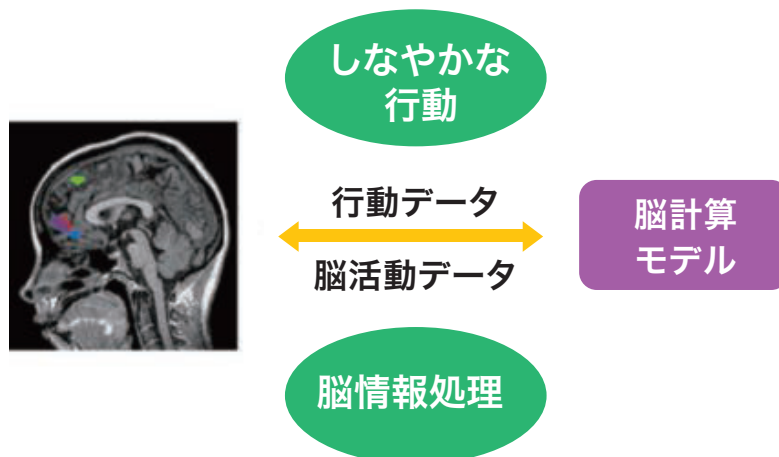 しなやかな
行動
行動データ
脳活動データ
脳計算
モデル
脳情報処理